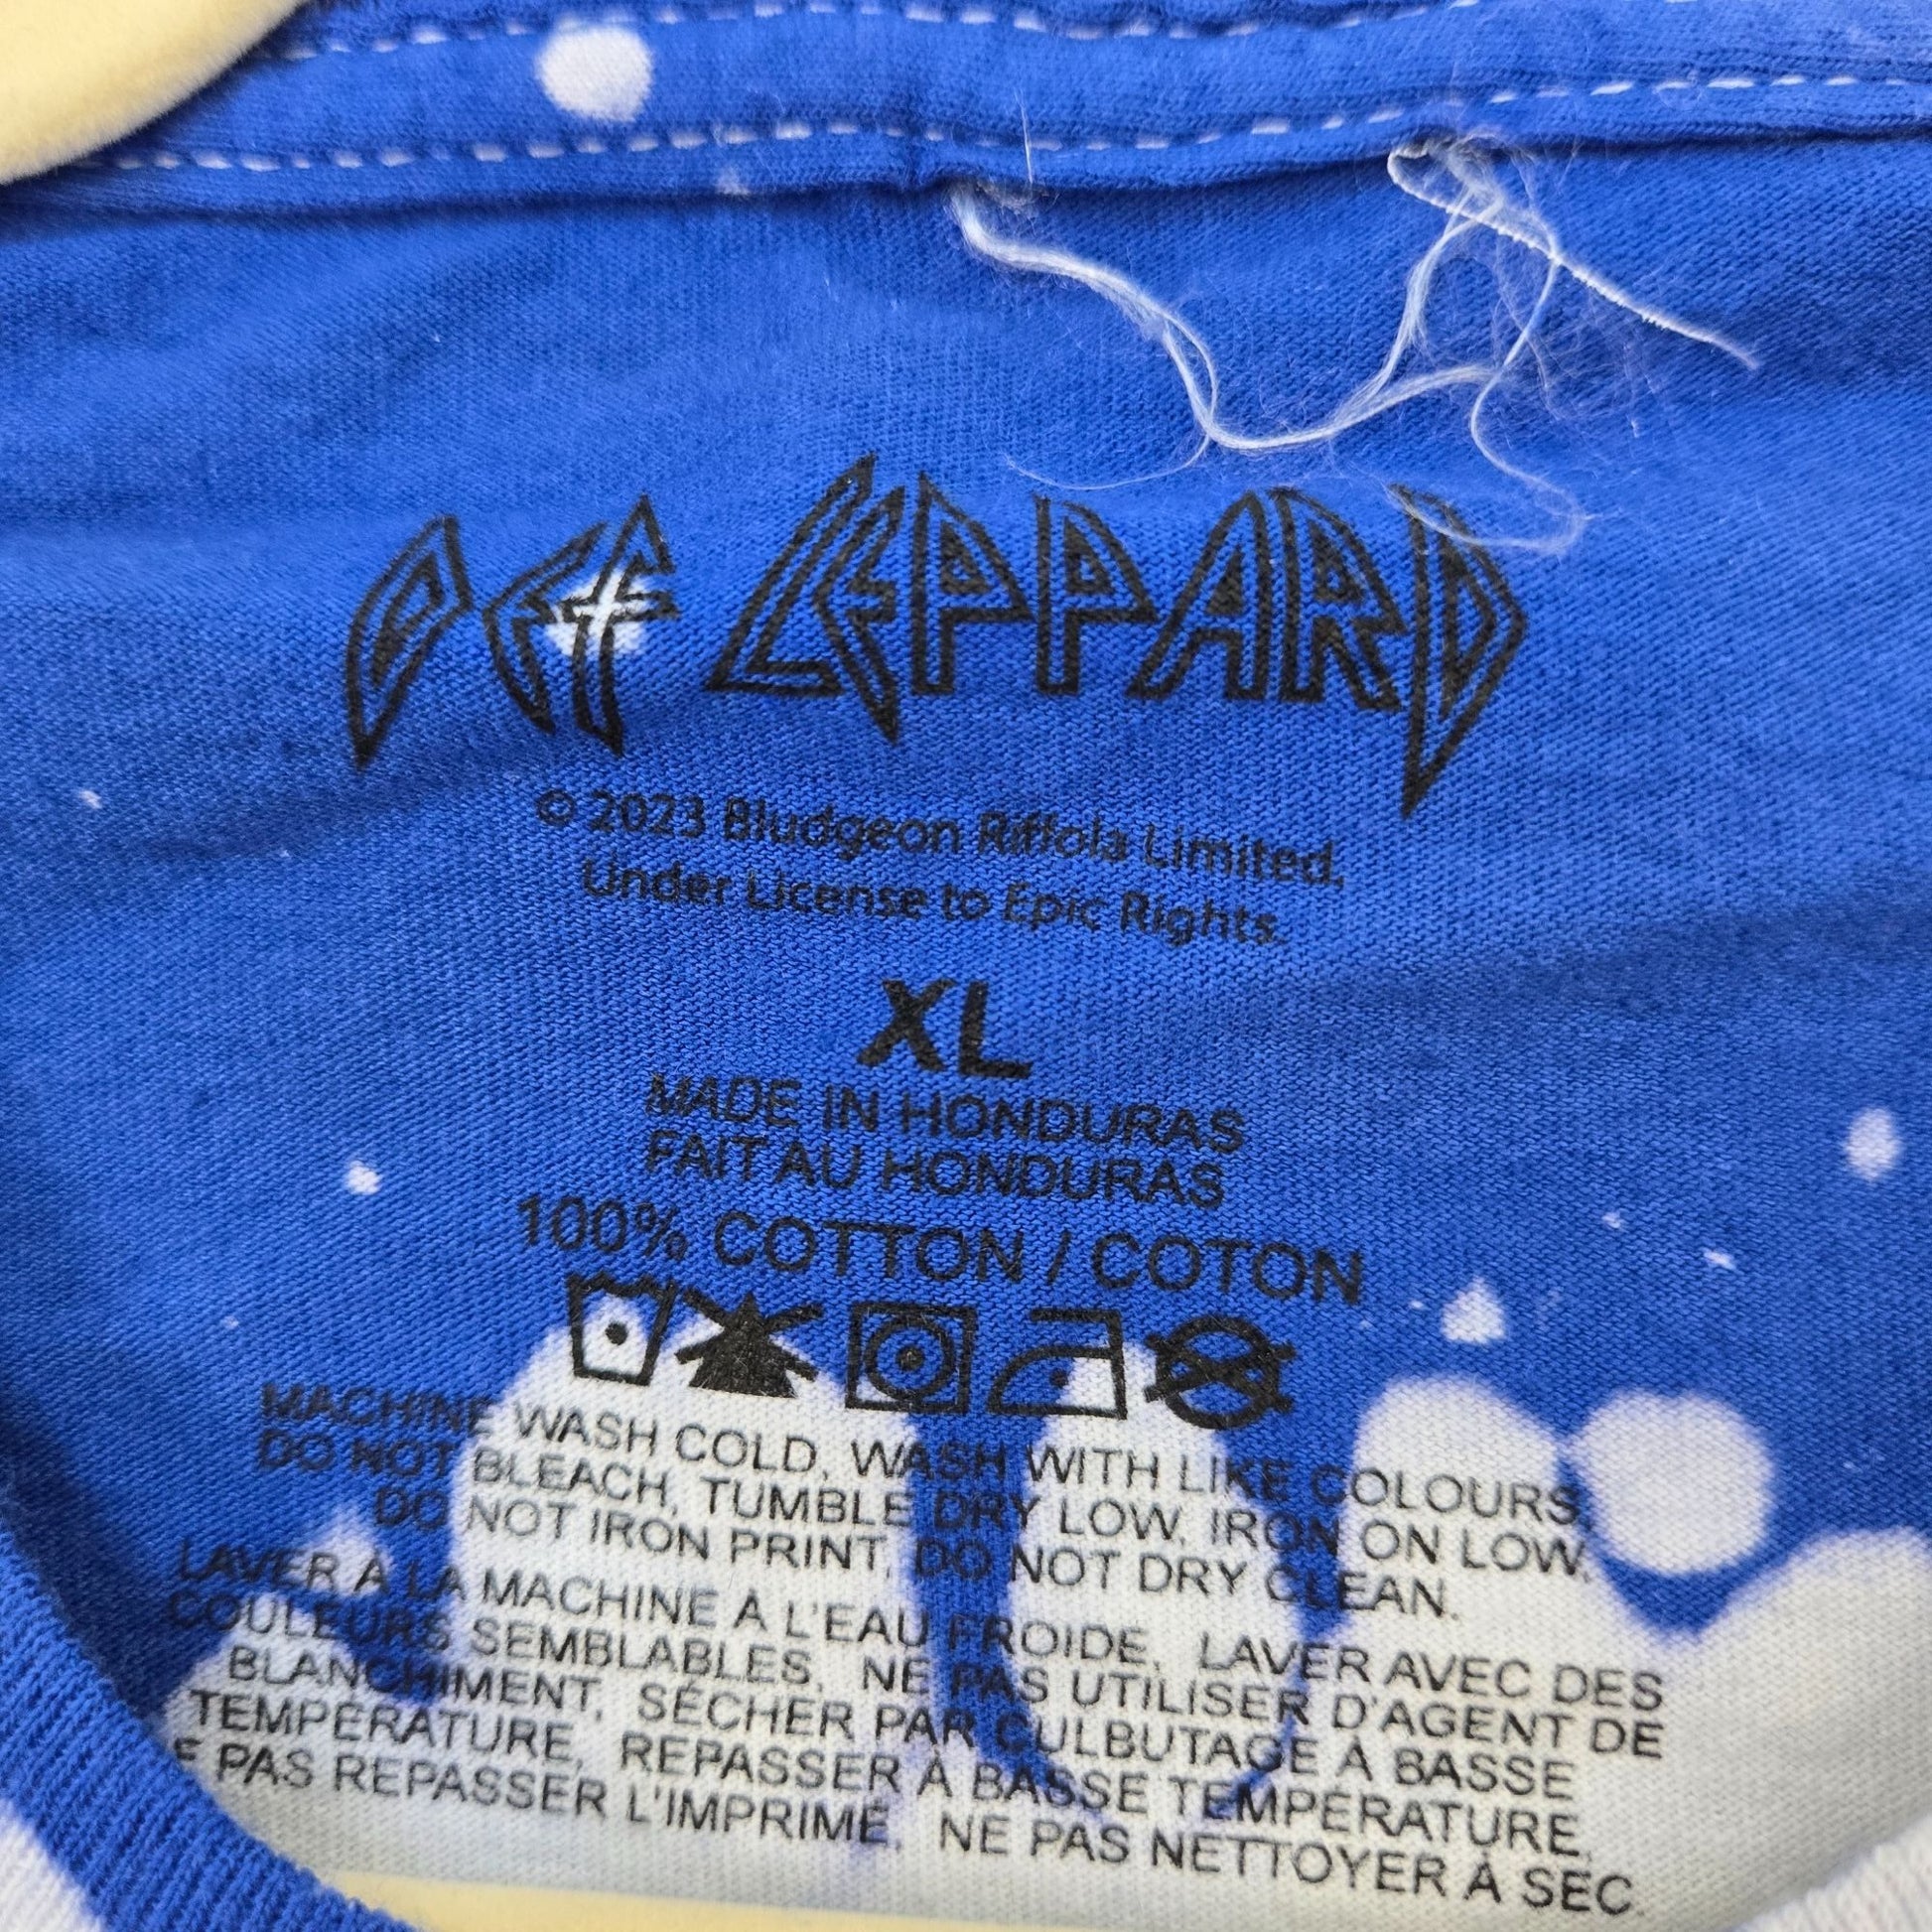 DEF LEPPARD
© 2023 Bludgeon Riffola Limited,
Under License to Epic Rights.
XL
MADE IN HONDURAS
FAIT AU HONDURAS
100% COTTON / COTON
MACHINE WASH COLD, WASH WITH LIKE COLOURS,
DO NOT BLEACH, TUMBLE DRY LOW, IRON ON LOW,
DO NOT IRON PRINT, DO NOT DRY CLEAN.
LAVER À LA MACHINE À L'EAU FROIDE, LAVER AVEC DES
COULEURS SEMBLABLES, NE PAS UTILISER D'AGENT DE
BLANCHIMENT, SÉCHER PAR CULBUTAGE À BASSE
TEMPÉRATURE, REPASSER À BASSE TEMPÉRATURE,
E PAS REPASSER L'IMPRIMÉ, NE PAS NETTOYER À SEC.